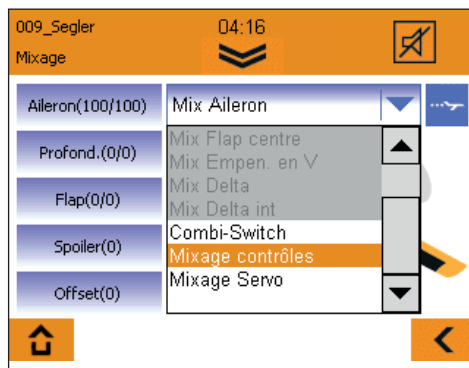 009_Segler
04:16
Mixage
Aileron(100/100)
Mix Aileron
Profond.(0/0)
Mix Flap centre
Mix Empen. en V
Flap(0/0)
Mix Delta
Mix Delta int
Spoiler(0)
Combi-Switch
Mixage contrôles
Offset(0)
Mixage Servo